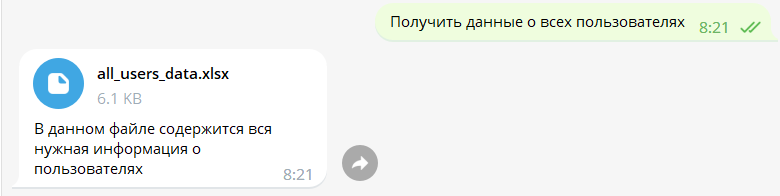 Получить данные о всех пользователях
8:21
all_users_data.xlsx
6.1 KB
В данном файле содержится вся
нужная информация о
пользователях
8:21